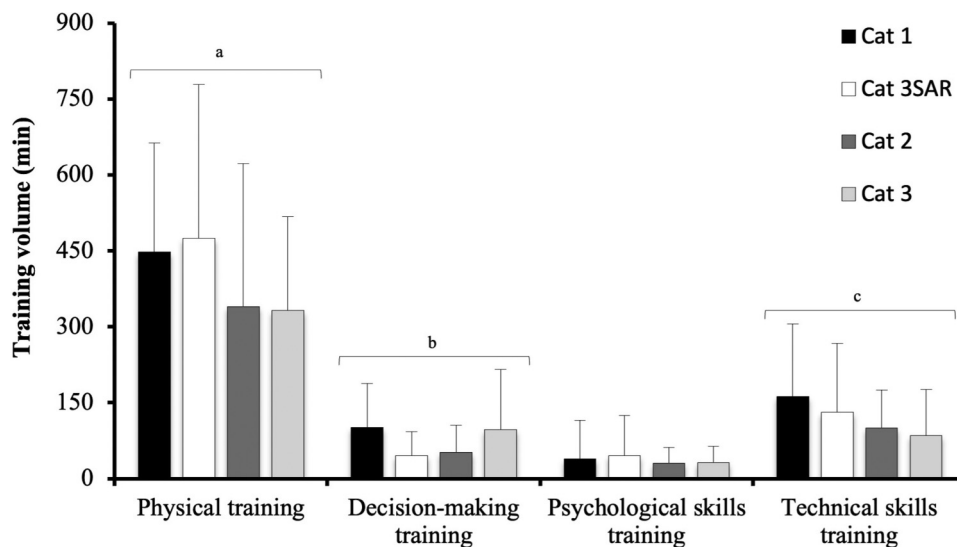 900
750
600
450
300
150
0
Training volume (min)
a
b
c
Cat 1
Cat 3SAR
Cat 2
Cat 3
Physical training
Decision-making
training
Psychological skills
training
Technical skills
training